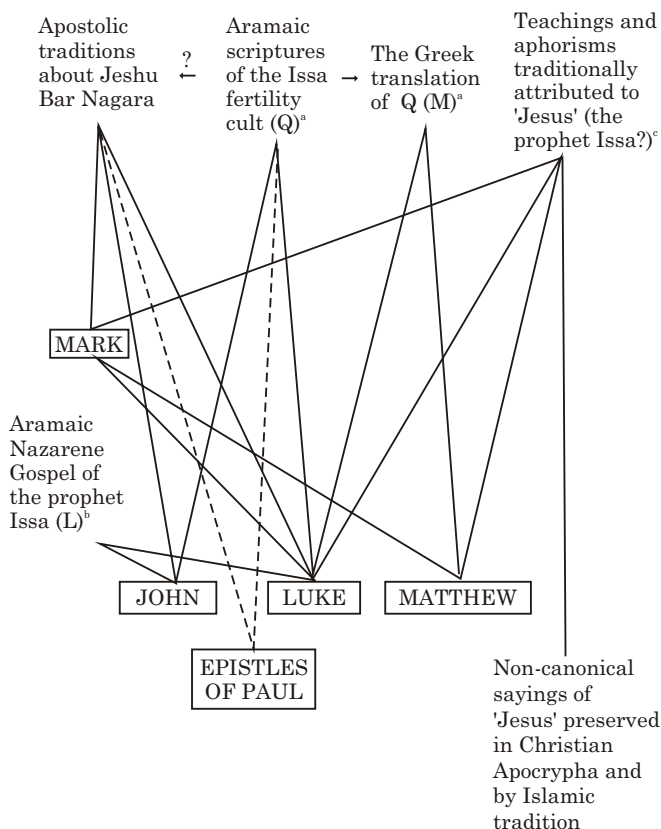 Apostolic
traditions
about Jeshu
Bar Nagara
?
←
Aramaic
scriptures
of the Issa
fertility
cult (Q)ᵃ
→
The Greek
translation
of Q (M)ᵃ
Teachings and
aphorisms
traditionally
attributed to
'Jesus' (the
prophet Issa?)ᶜ
MARK
Aramaic
Nazarene
Gospel of
the prophet
Issa (L)ᵇ
JOHN
LUKE
MATTHEW
EPISTLES
OF PAUL
Non-canonical
sayings of
'Jesus' preserved
in Christian
Apocrypha and
by Islamic
tradition